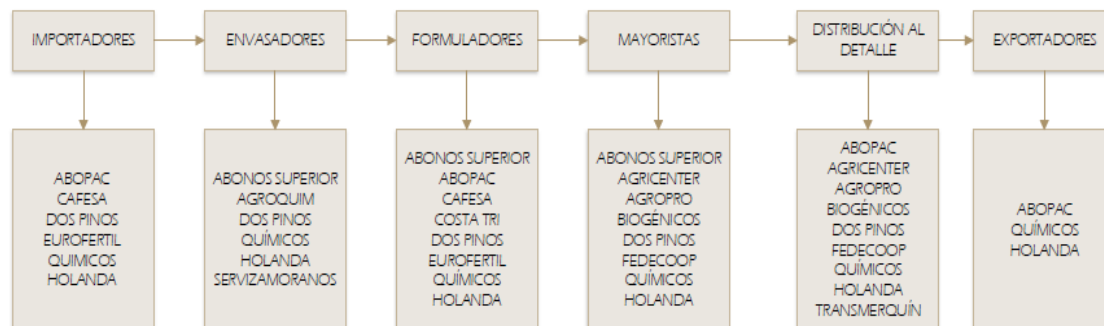 IMPORTADORES
ENVASADORES
FORMULADORES
MAYORISTAS
DISTRIBUCIÓN AL
DETALLE
EXPORTADORES
ABOPAC
CAFESA
DOS PINOS
EUROFERTIL
QUIMICOS
HOLANDA
ABONOS SUPERIOR
AGROQUIM
DOS PINOS
QUÍMICOS
HOLANDA
SERVIZAMORANOS
ABONOS SUPERIOR
ABOPAC
CAFESA
COSTA TRI
DOS PINOS
EUROFERTIL
QUÍMICOS
HOLANDA
ABONOS SUPERIOR
AGRICENTER
AGROPRO
BIOGÉNICOS
DOS PINOS
FEDECOOP
QUÍMICOS
HOLANDA
ABOPAC
AGRICENTER
AGROPRO
BIOGÉNICOS
DOS PINOS
FEDECOOP
QUÍMICOS
HOLANDA
TRANSMERQUÍN
ABOPAC
QUÍMICOS
HOLANDA